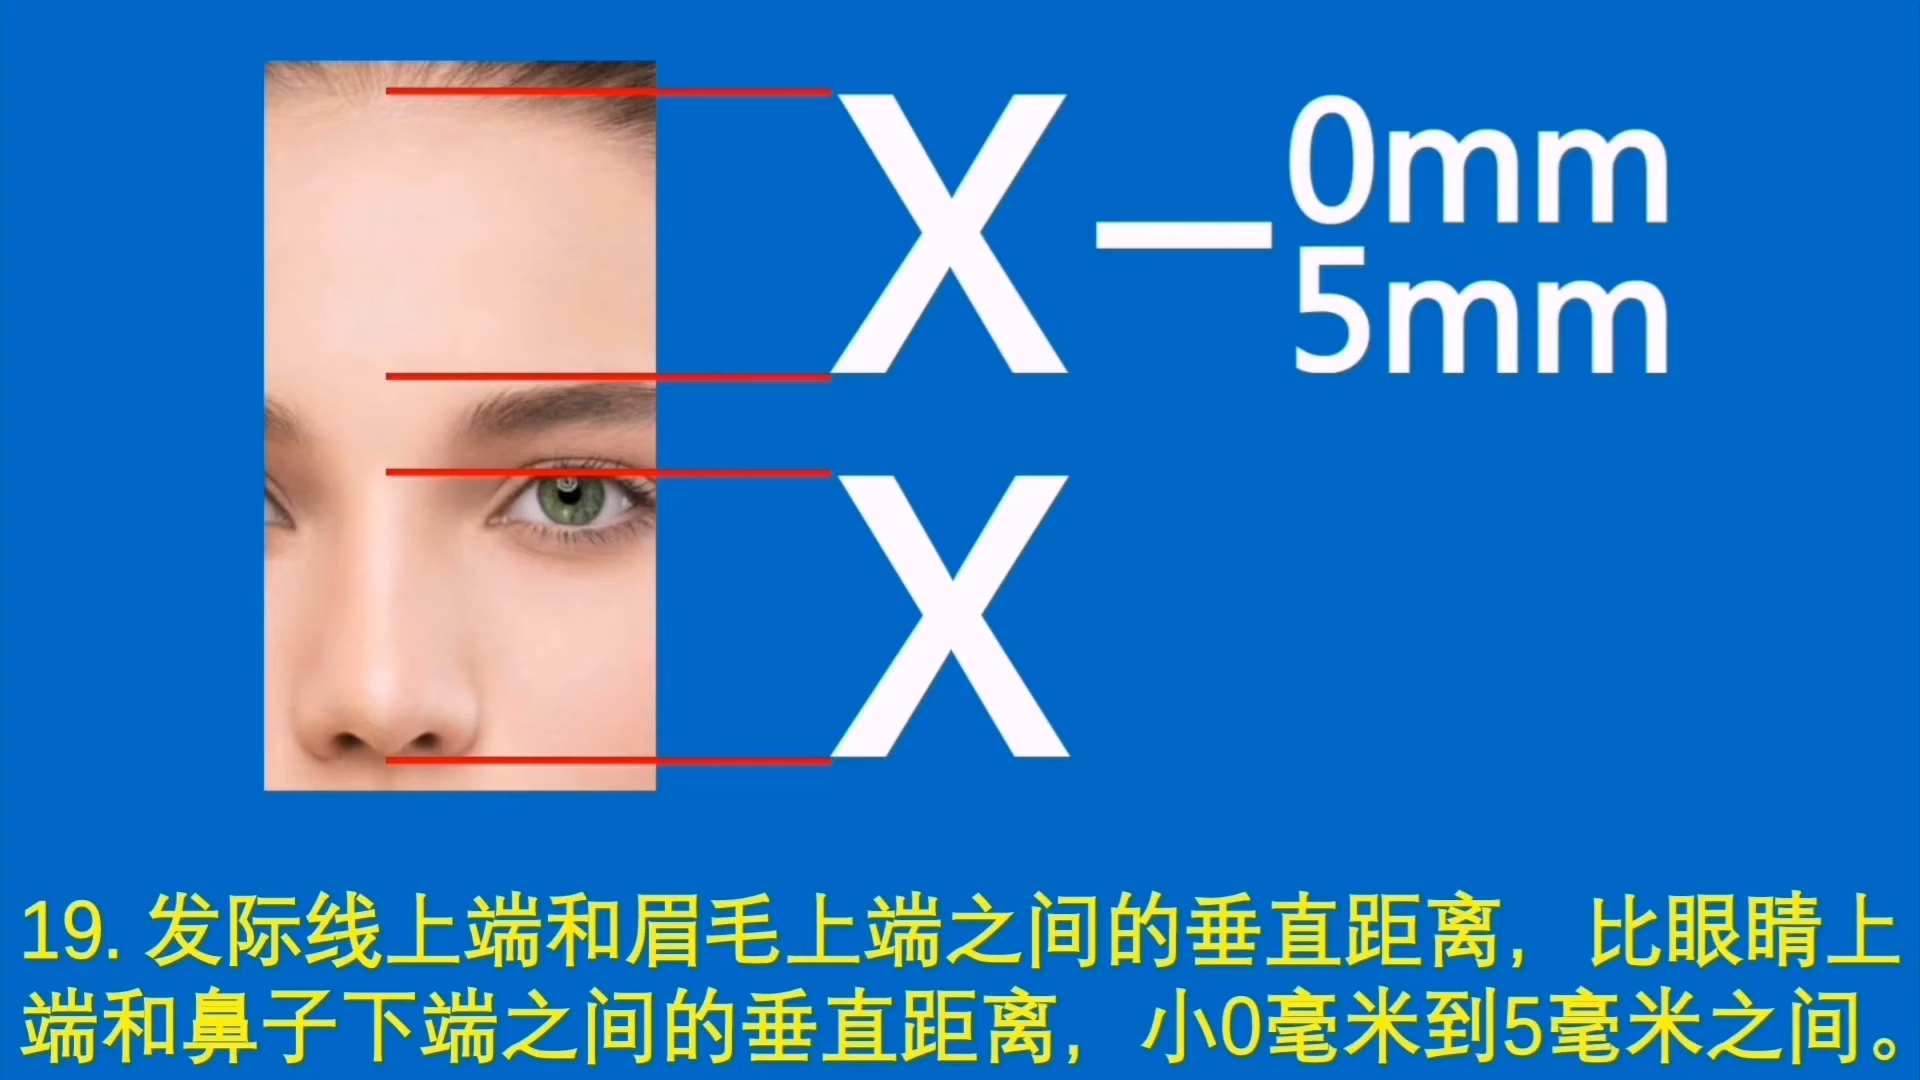 X — 0mm
5mm
X
19. 发际线上端和眉毛上端之间的垂直距离，比眼睛上
端和鼻子下端之间的垂直距离，小0毫米到5毫米之间。